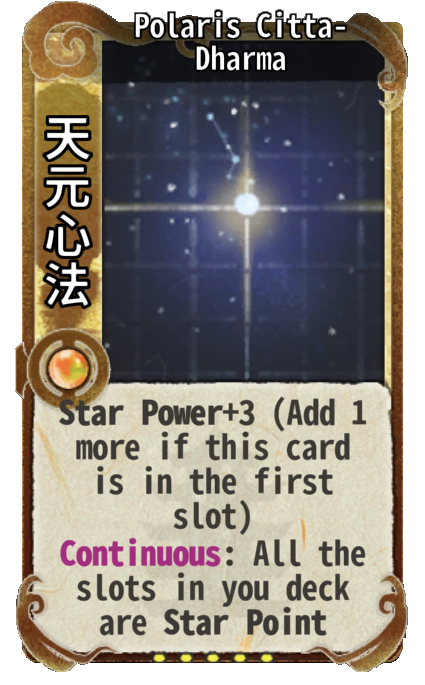 Polaris Citta-
Dharma
天元心法
Star Power+3 (Add 1
more if this card
is in the first
slot)
Continuous: All the
slots in you deck
are Star Point